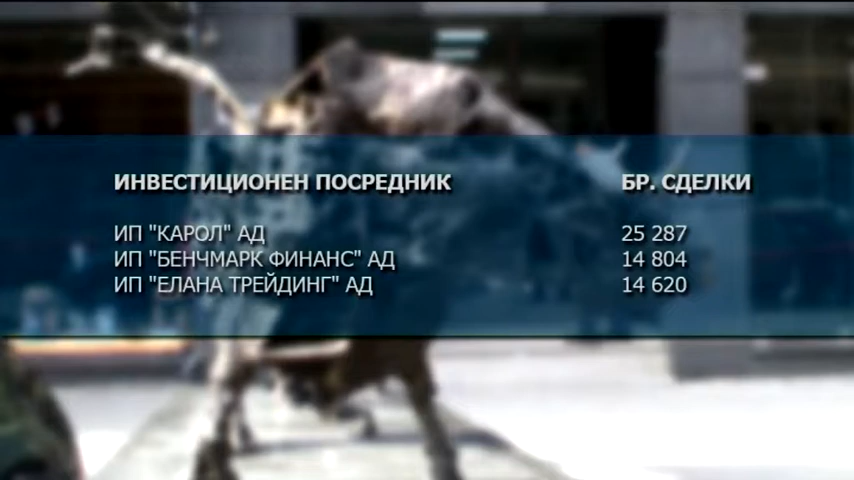 ИНВЕСТИЦИОНЕН ПОСРЕДНИК БР. СДЕЛКИ
ИП "КАРОЛ" АД 25 287
ИП "БЕНЧМАРК ФИНАНС" АД 14 804
ИП "ЕЛАНА ТРЕЙДИНГ" АД 14 620